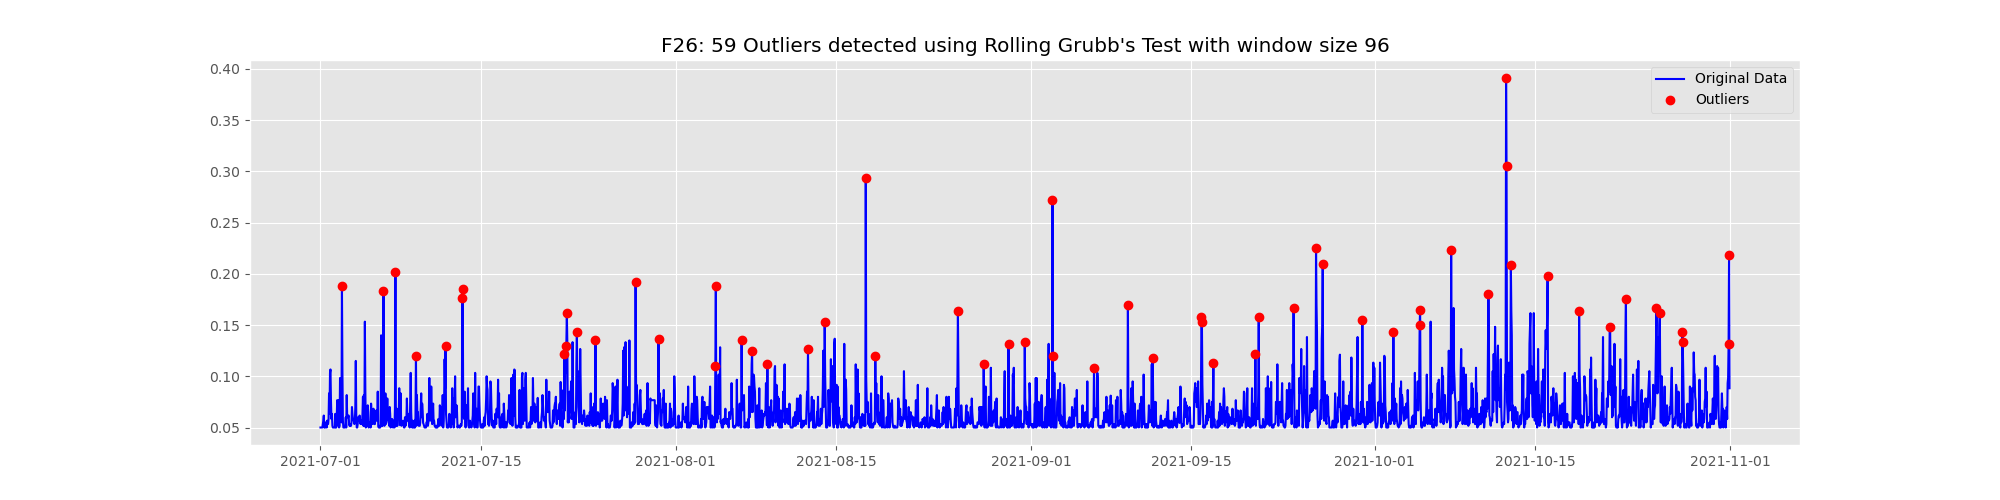 F26: 59 Outliers detected using Rolling Grubb's Test with window size 96
0.40
0.35
0.30
0.25
0.20
0.15
0.10
0.05
Original Data
Outliers
2021-07-01 2021-07-15 2021-08-01 2021-08-15 2021-09-01 2021-09-15 2021-10-01 2021-10-15 2021-11-01